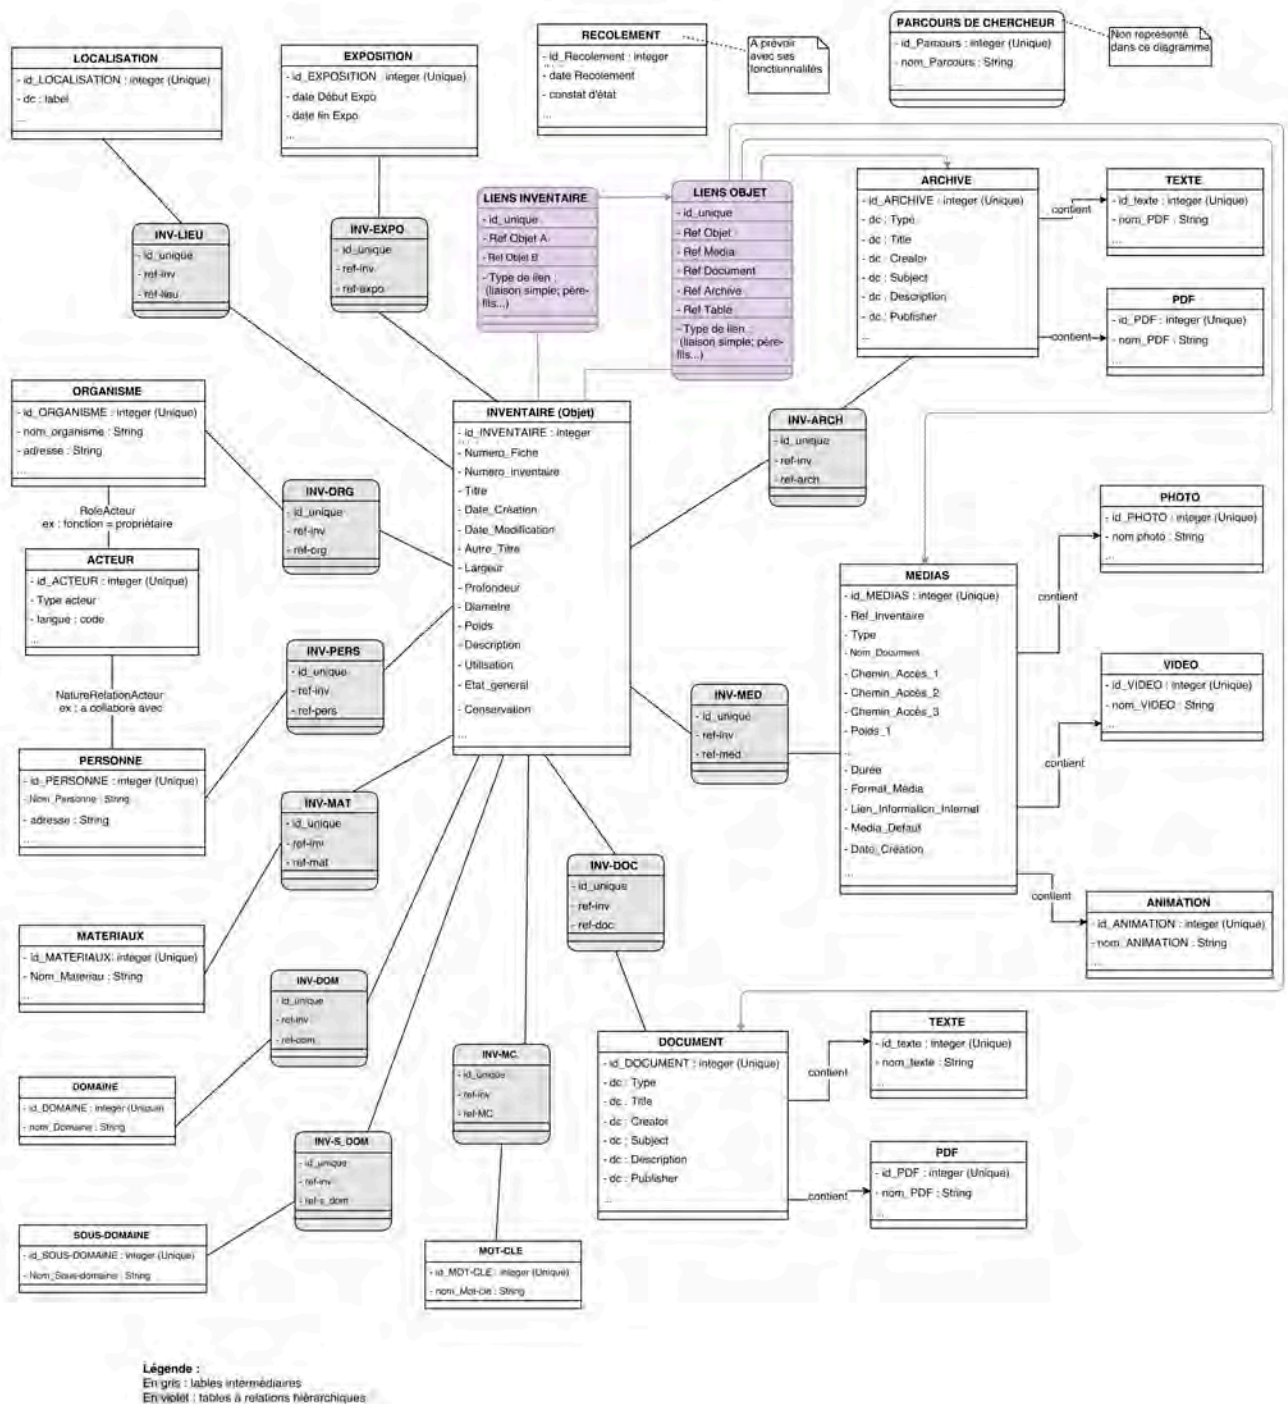 RECOLEMENT
- id_Recolement : integer
- date Recolement
- constat d'état
...
A prévoir
avec ses
fonctionnalités
PARCOURS DE CHERCHEUR
- id_Parcours : integer (Unique)
- nom_Parcours : String
...
Non représenté
dans ce diagramme
LOCALISATION
- id_LOCALISATION : integer (Unique)
- dc : label
...
EXPOSITION
- id_EXPOSITION : integer (Unique)
- date Début Expo
- date fin Expo
...
INV-LIEU
- id_unique
- ref-inv
- ref-lieu
INV-EXPO
- id_unique
- ref-inv
- ref-expo
LIENS INVENTAIRE
- id_unique
- Ref Objet A
- Ref Objet B
- Type de lien :
(liaison simple; père-
fils...)
LIENS OBJET
- id_unique
- Ref Objet
- Ref Media
- Ref Document
- Ref Archive
- Ref Table
- Type de lien :
(liaison simple; père-
fils...)
ARCHIVE
- id_ARCHIVE : integer (Unique)
- dc : Type
- dc : Title
- dc : Creator
- dc : Subject
- dc : Description
- dc : Publisher
...
contient
contient
TEXTE
- id_texte : integer (Unique)
- nom_PDF : String
...
PDF
- id_PDF : integer (Unique)
- nom_PDF : String
...
ORGANISME
- id_ORGANISME : integer (Unique)
- nom_organisme : String
- adresse : String
...
RoleActeur
ex : fonction = propriétaire
ACTEUR
- id_ACTEUR : integer (Unique)
- Type acteur
- langue : code
...
NatureRelationActeur
ex : a collaboré avec
PERSONNE
- id_PERSONNE : integer (Unique)
- Nom_Personne : String
- adresse : String
...
INV-ORG
- id_unique
- ref-inv
- ref-org
INV-PERS
- id_unique
- ref-inv
- ref-pers
INV-MAT
- id_unique
- ref-inv
- ref-mat
INVENTAIRE (Objet)
- id_INVENTAIRE : integer
- Numero_Fiche
- Numero_Inventaire
- Titre
- Date_Création
- Date_Modification
- Autre_Titre
- Largeur
- Profondeur
- Diametre
- Poids
- Description
- Utilisation
- Etat_general
- Conservation
...
INV-ARCH
- id_unique
- ref-inv
- ref-arch
INV-MED
- id_unique
- ref-inv
- ref-med
MEDIAS
- id_MEDIAS : integer (Unique)
- Ref_Inventaire
- Type
- Nom_Document
- Chemin_Accès_1
- Chemin_Accès_2
- Chemin_Accès_3
- Poids_1
...
- Durée
- Format_Média
- Lien_Information_Internet
- Media_Defaut
- Date_Création
...
contient
contient
contient
PHOTO
- id_PHOTO : integer (Unique)
- nom photo : String
...
VIDEO
- id_VIDEO : integer (Unique)
- nom_VIDEO : String
...
ANIMATION
- id_ANIMATION : integer (Unique)
- nom_ANIMATION : String
...
MATERIAUX
- id_MATERIAUX: integer (Unique)
- Nom_Materiau : String
...
INV-DOM
- id_unique
- ref-inv
- ref-dom
INV-DOC
- id_unique
- ref-inv
- ref-doc
DOMAINE
- id_DOMAINE : integer (Unique)
- nom_Domaine : String
INV-S_DOM
- id_unique
- ref-inv
- ref-s_dom
INV-MC
- id_unique
- ref-inv
- ref-MC
SOUS-DOMAINE
- id_SOUS-DOMAINE : integer (Unique)
- Nom_Sous-domaine : String
MOT-CLE
- id_MOT-CLE : integer (Unique)
- nom_Mot-cle : String
DOCUMENT
- id_DOCUMENT : integer (Unique)
- dc : Type
- dc : Title
- dc : Creator
- dc : Subject
- dc : Description
- dc : Publisher
...
contient
contient
TEXTE
- id_texte : integer (Unique)
- nom_texte : String
...
PDF
- id_PDF : integer (Unique)
- nom_PDF : String
...
Légende :
En gris : tables intermédiaires
En violet : tables à relations hiérarchiques